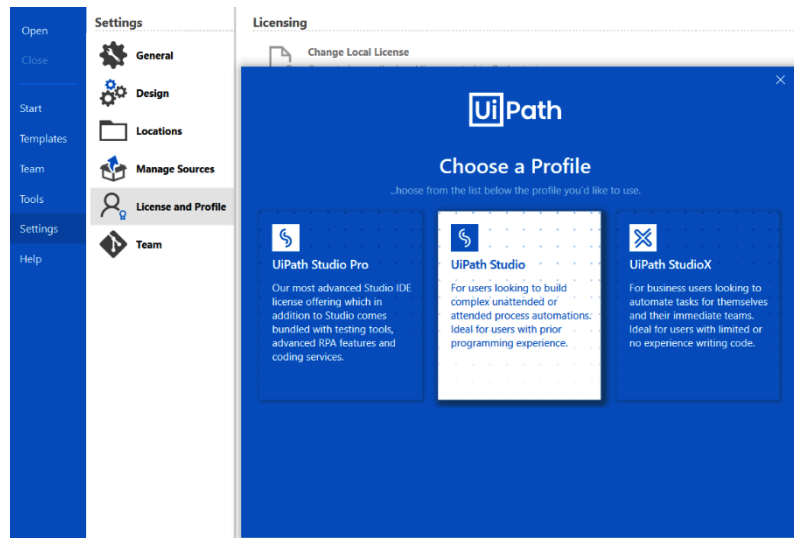 Open
Close
Start
Templates
Team
Tools
Settings
Help
Settings
General
Design
Locations
Manage Sources
License and Profile
Team
Licensing
Change Local License
UiPath
Choose a Profile
..hoose from the list below the profile you'd like to use.
UiPath Studio Pro
Our most advanced Studio IDE
license offering which in
addition to Studio comes
bundled with testing tools,
advanced RPA features and
coding services.
UiPath Studio
For users looking to build
complex unattended or
attended process automations.
Ideal for users with prior
programming experience.
UiPath StudioX
For business users looking to
automate tasks for themselves
and their immediate teams.
Ideal for users with limited or
no experience writing code.